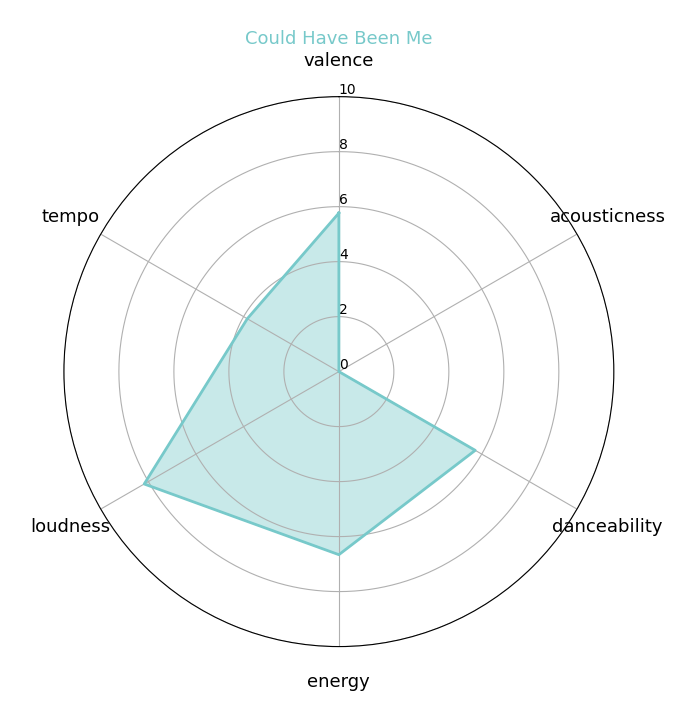 Could Have Been Me
valence
10
8
6
4
2
0
tempo
acousticness
loudness
danceability
energy